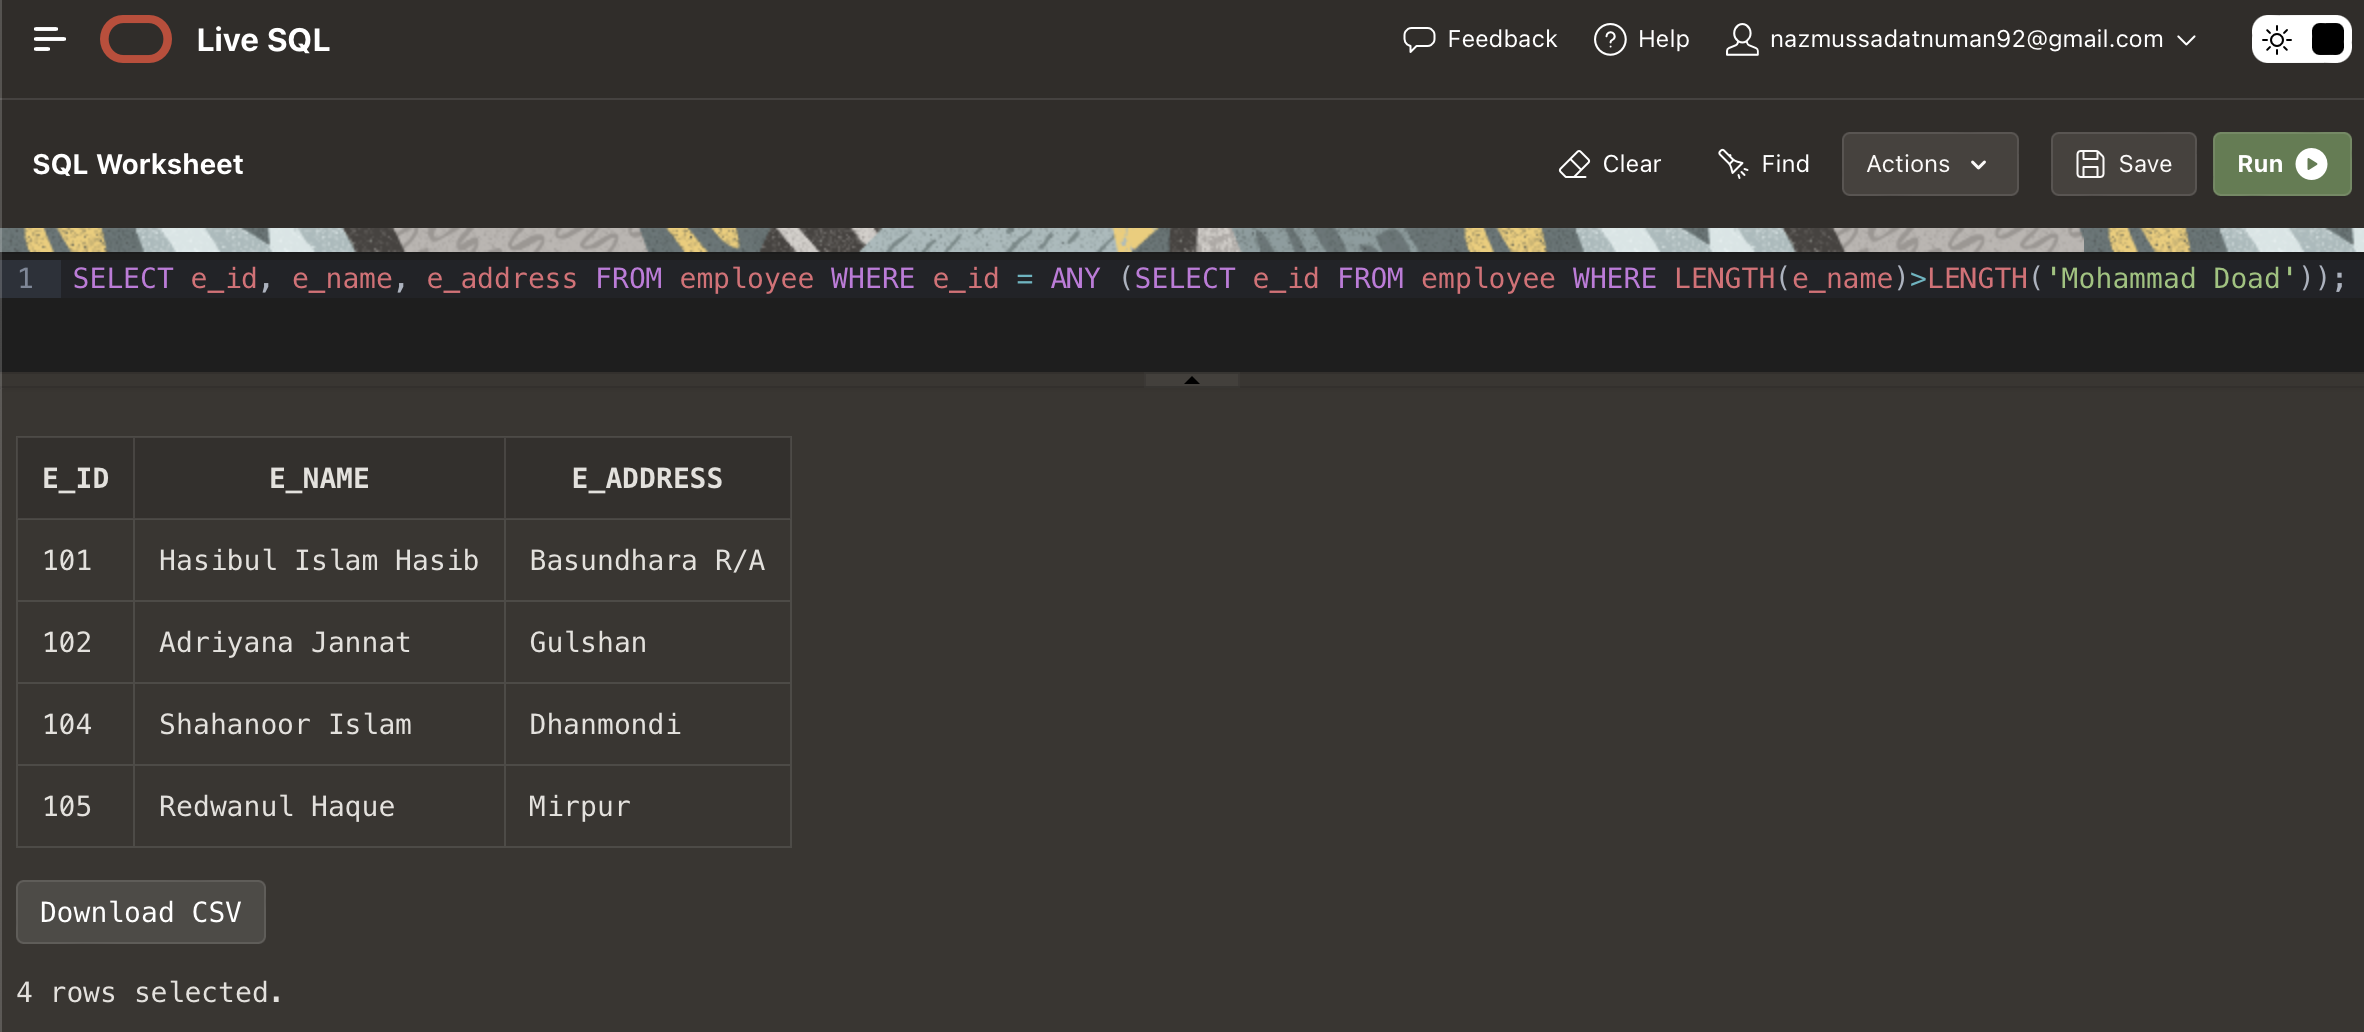 Live SQL Feedback Help nazmussadatnuman92@gmail.com
SQL Worksheet Clear Find Actions Save Run
1 SELECT e_id, e_name, e_address FROM employee WHERE e_id = ANY (SELECT e_id FROM employee WHERE LENGTH(e_name)>LENGTH('Mohammad Doad'));
E_ID E_NAME E_ADDRESS
101 Hasibul Islam Hasib Basundhara R/A
102 Adriyana Jannat Gulshan
104 Shahanoor Islam Dhanmondi
105 Redwanul Haque Mirpur
Download CSV
4 rows selected.